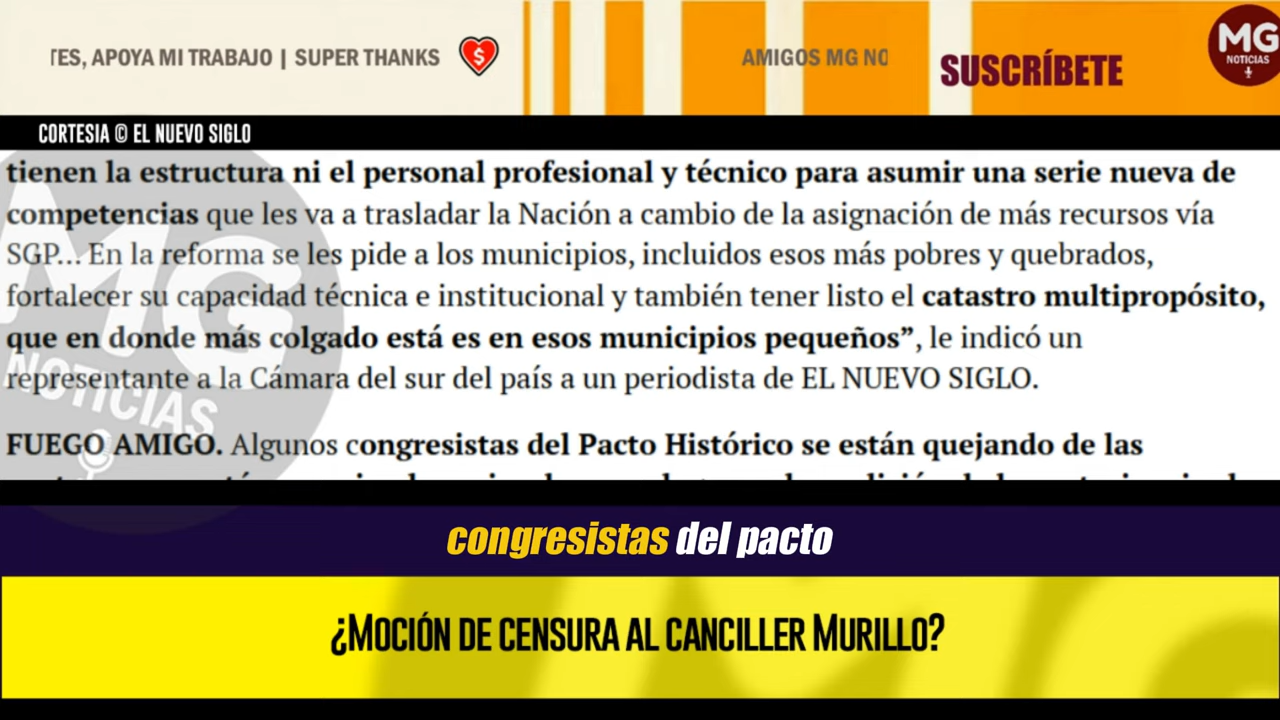 TES, APOYA MI TRABAJO | SUPER THANKS
AMIGOS MG NO
SUSCRÍBETE
MG
NOTICIAS
CORTESIA © EL NUEVO SIGLO
tienen la estructura ni el personal profesional y técnico para asumir una serie nueva de
competencias que les va a trasladar la Nación a cambio de la asignación de más recursos vía
SGP... En la reforma se les pide a los municipios, incluidos esos más pobres y quebrados,
fortalecer su capacidad técnica e institucional y también tener listo el catastro multipropósito,
que en donde más colgado está es en esos municipios pequeños”, le indicó un
representante a la Cámara del sur del país a un periodista de EL NUEVO SIGLO.
FUEGO AMIGO. Algunos congresistas del Pacto Histórico se están quejando de las
MG
NOTICIAS
congresistas del pacto
¿MOCIÓN DE CENSURA AL CANCILLER MURILLO?